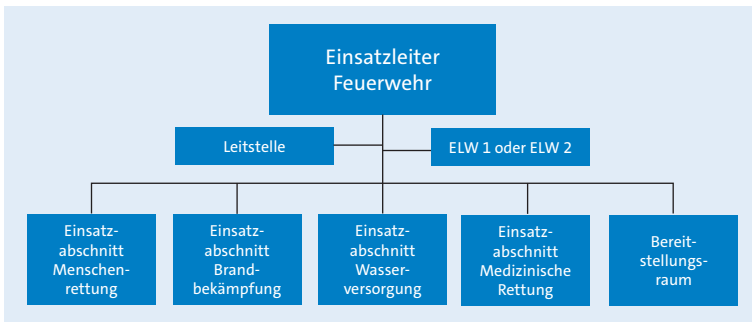 Einsatzleiter
Feuerwehr
Leitstelle
ELW 1 oder ELW 2
Einsatz-
abschnitt
Menschen-
rettung
Einsatz-
abschnitt
Brand-
bekämpfung
Einsatz-
abschnitt
Wasser-
versorgung
Einsatz-
abschnitt
Medizinische
Rettung
Bereit-
stellungs-
raum